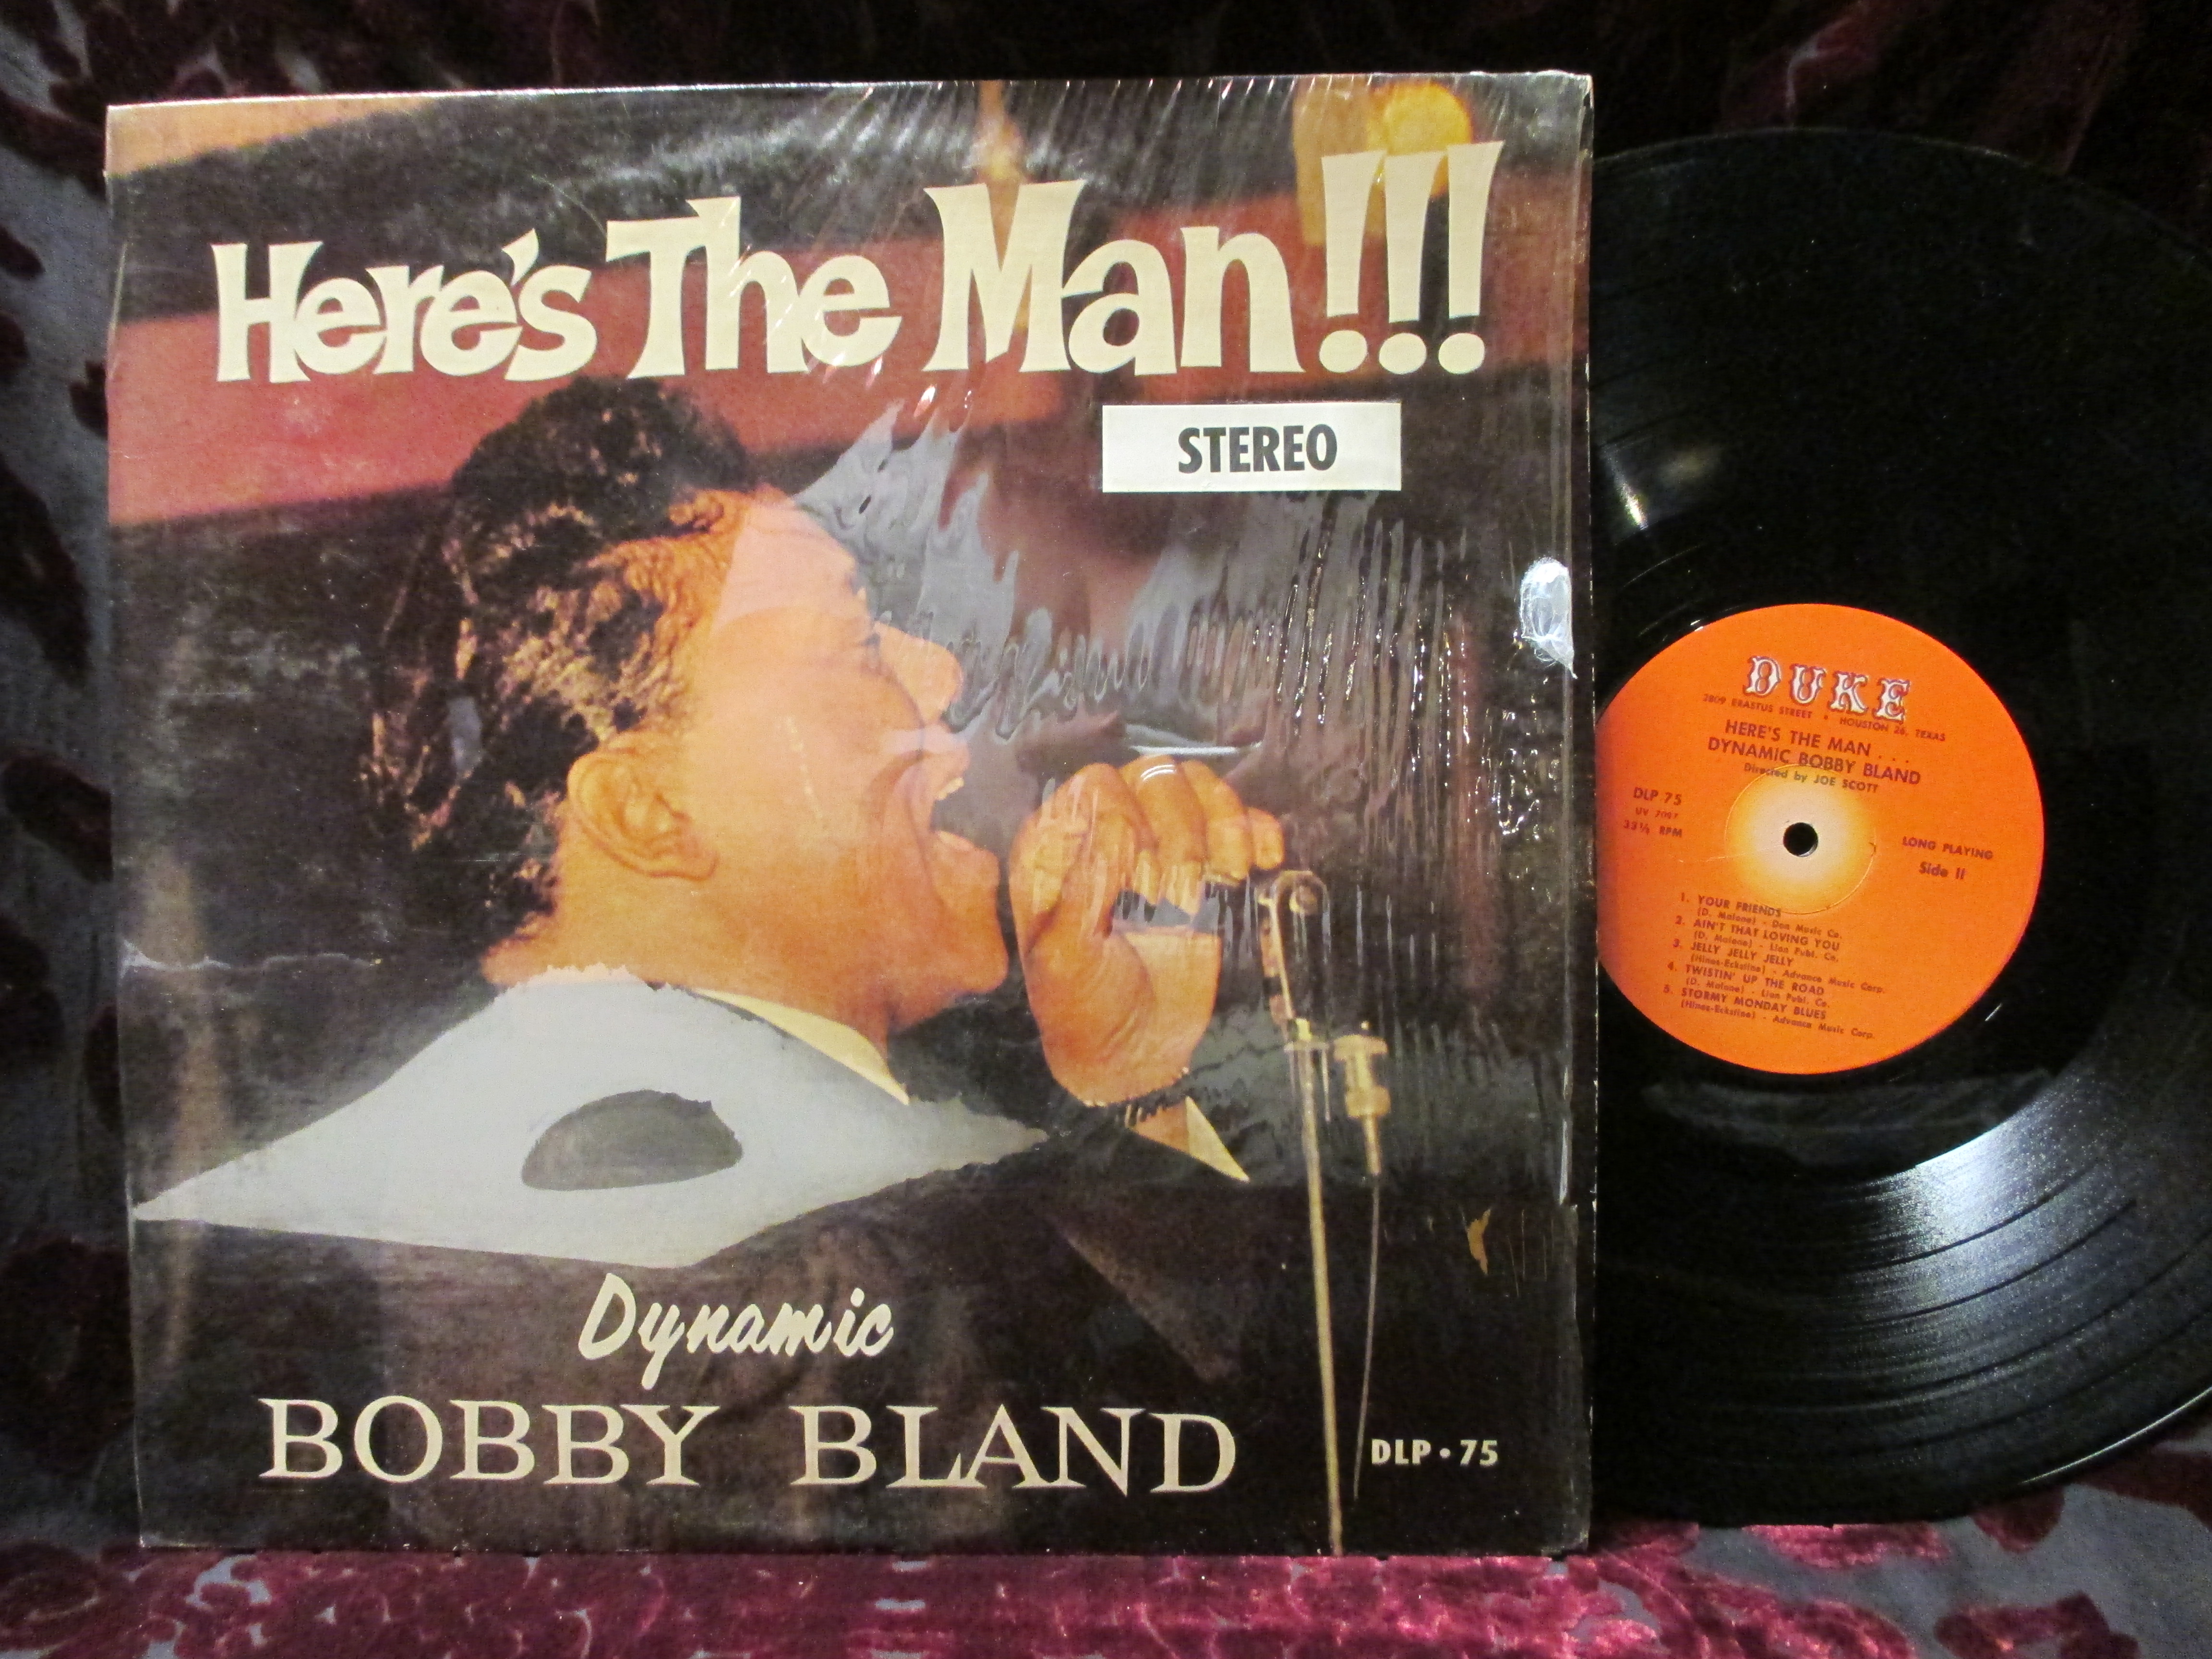 Here's The Man!!!
STEREO
Dynamic
BOBBY BLAND
DLP • 75
DUKE
2809 ERASTUS STREET • HOUSTON 26, TEXAS
HERE'S THE MAN . . .
DYNAMIC BOBBY BLAND
Directed by JOE SCOTT
DLP 75
UV 7097
33⅓ RPM
LONG PLAYING
Side II
1. YOUR FRIENDS
(D. Malone) - Don Music Co.
2. AIN'T THAT LOVING YOU
(D. Malone) - Lion Publ. Co.
3. JELLY JELLY JELLY
(Hines-Eckstine) - Advance Music Corp.
4. TWISTIN' UP THE ROAD
(D. Malone) - Lion Publ. Co.
5. STORMY MONDAY BLUES
(Hines-Eckstine) - Advance Music Corp.